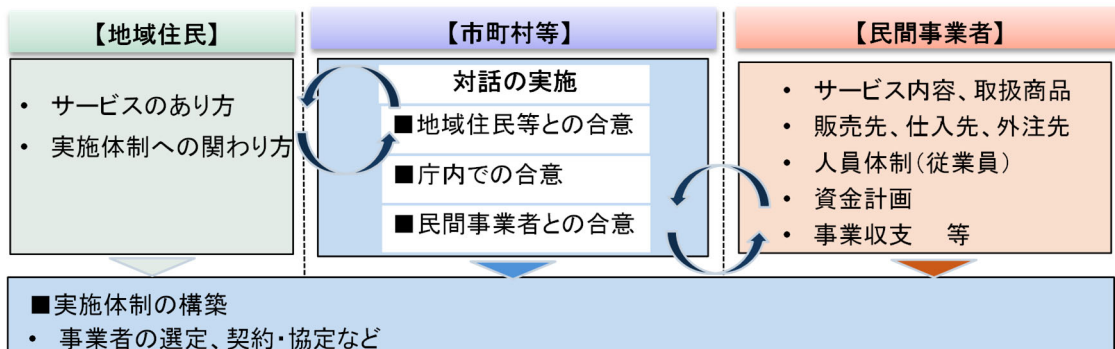 【地域住民】
・ サービスのあり方
・ 実施体制への関わり方
【市町村等】
対話の実施
■地域住民等との合意
■庁内での合意
■民間事業者との合意
【民間事業者】
・ サービス内容、取扱商品
・ 販売先、仕入先、外注先
・ 人員体制（従業員）
・ 資金計画
・ 事業収支　等
■実施体制の構築
・ 事業者の選定、契約・協定など